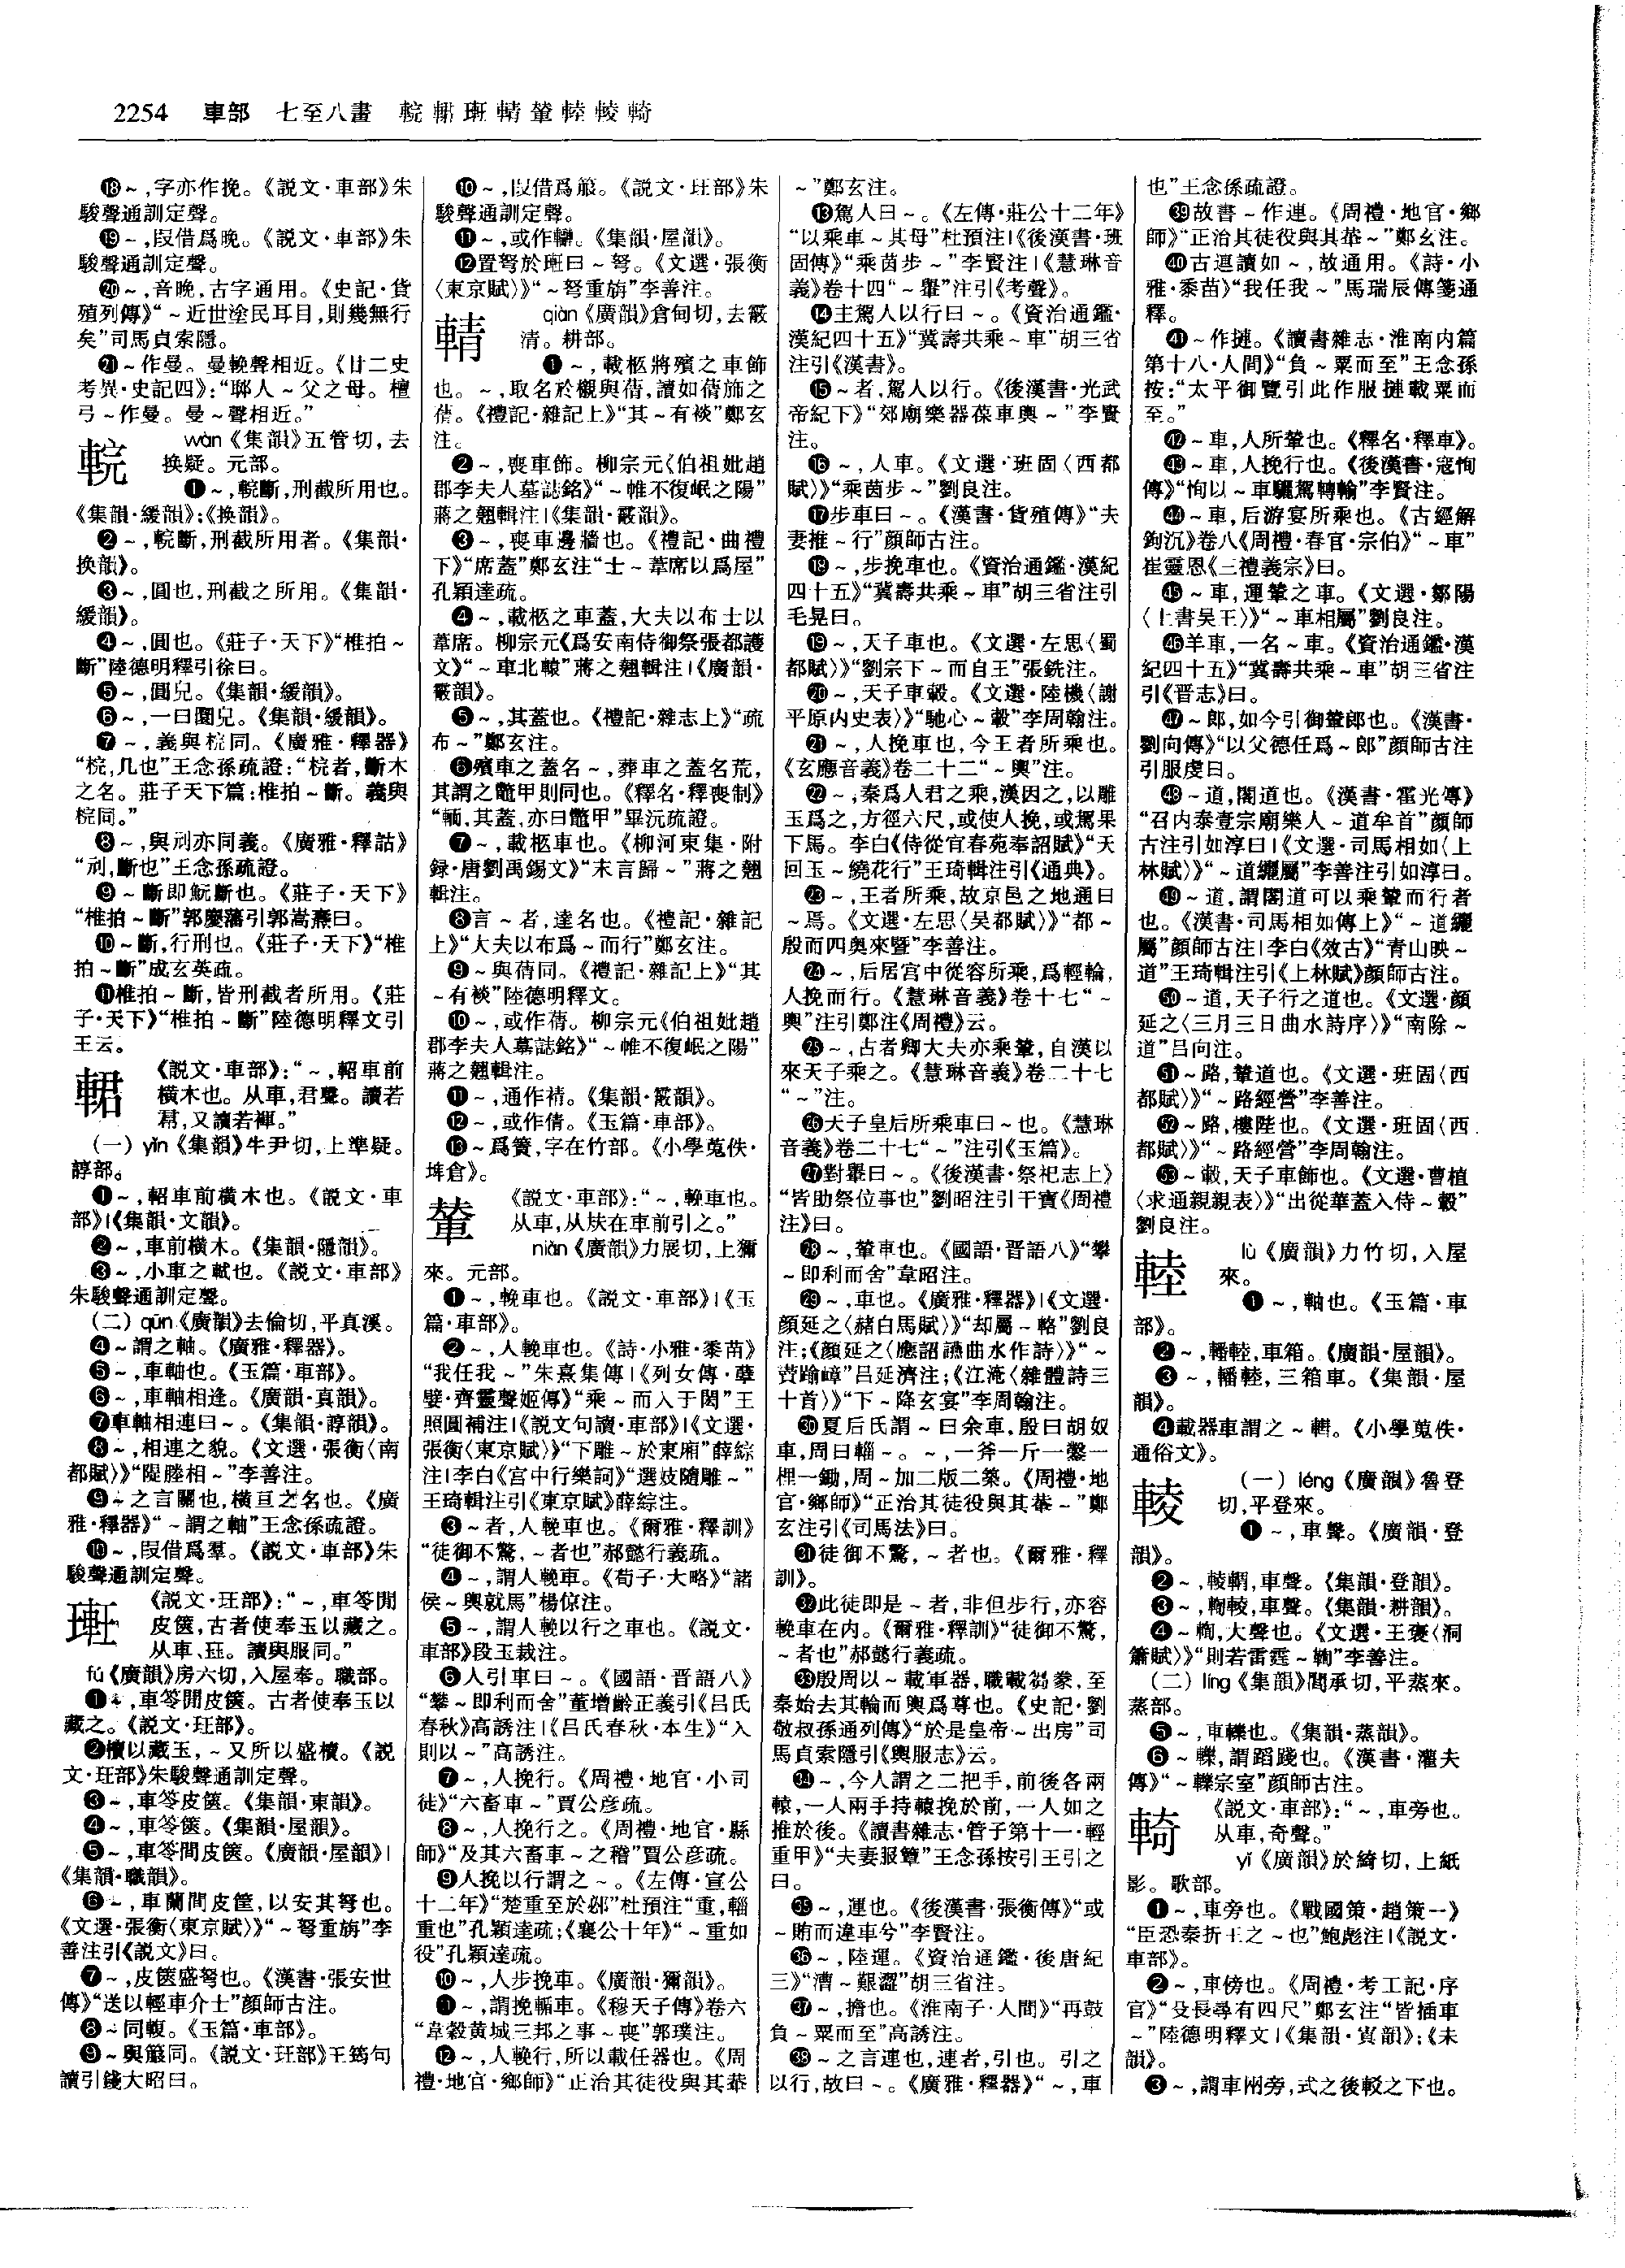 2254 車部 七至八畫 輐輑㻍輤輦䡜䡖輢
⓲～,字亦作挽。《説文·車部》朱
駿聲通訓定聲。
⓳～,叚借爲晚。《説文·車部》朱
駿聲通訓定聲。
⓴～,音晚,古字通用。《史記·貨
殖列傳》“～近世塗民耳目,則幾無行
矣”司馬貞索隱。
㉑～作曼。曼輓聲相近。《廿二史
考異·史記四》:“郰人～父之母。檀
弓～作曼。曼～聲相近。”
輐
wàn《集韻》五管切,去
换疑。元部。
❶～,輐斷,刑截所用也。
《集韻·緩韻》;《换韻》。
❷～,輐斷,刑截所用者。《集韻·
换韻》。
❸～,圓也,刑截之所用。《集韻·
緩韻》。
❹～,圓也。《莊子·天下》“椎拍～
斷”陸德明釋引徐曰。
❺～,圓皃。《集韻·緩韻》。
❻～,一曰圜皃。《集韻·緩韻》。
❼～,義與梡同。《廣雅·釋器》
“梡,几也”王念孫疏證:“梡者,斷木
之名。莊子天下篇:椎拍～斷。義與
梡同。”
❽～,與刓亦同義。《廣雅·釋詁》
“刓,斷也”王念孫疏證。
❾～斷即魭斷也。《莊子·天下》
“椎拍～斷”郭慶藩引郭嵩燾曰。
❿～斷,行刑也。《莊子·天下》“椎
拍～斷”成玄英疏。
⓫椎拍～斷,皆刑截者所用。《莊
子·天下》“椎拍～斷”陸德明釋文引
王云。
輑
《説文·車部》:“～,軺車前
横木也。从車,君聲。讀若
帬,又讀若褌。”
(一) yǐn《集韻》牛尹切,上準疑。
諄部。
❶～,軺車前横木也。《説文·車
部》|《集韻·文韻》。
❷～,車前横木。《集韻·隱韻》。
❸～,小車之軾也。《説文·車部》
朱駿聲通訓定聲。
(二) qūn《廣韻》去倫切,平真溪。
❹～謂之軸。《廣雅·釋器》。
❺～,車軸也。《玉篇·車部》。
❻～,車軸相逢。《廣韻·真韻》。
❼車軸相連曰～。《集韻·諄韻》。
❽～,相連之貌。《文選·張衡〈南
都賦〉》“隄塍相～”李善注。
❾～之言關也,横亘之名也。《廣
雅·釋器》“～謂之軸”王念孫疏證。
❿～,叚借爲羣。《説文·車部》朱
駿聲通訓定聲。
《説文·玨部》:“～,車笭閒
皮篋,古者使奉玉以藏之。
从車、玨。讀與服同。”
fú《廣韻》房六切,入屋奉。職部。
❶～,車笭閒皮篋。古者使奉玉以
藏之。《説文·玨部》。
❷櫝以藏玉,～又所以盛櫝。《説
文·玨部》朱駿聲通訓定聲。
❸～,車笭皮篋。《集韻·東韻》。
❹～,車笭篋。《集韻·屋韻》。
❺～,車笭間皮篋。《廣韻·屋韻》|
《集韻·職韻》。
❻～,車蘭間皮筐,以安其弩也。
《文選·張衡〈東京賦〉》“～弩重旃”李
善注引《説文》曰。
❼～,皮篋盛弩也。《漢書·張安世
傳》“送以輕車介士”顔師古注。
❽～同䡍。《玉篇·車部》。
❾～與箙同。《説文·玨部》王筠句
讀引錢大昭曰。
❿～,叚借爲箙。《説文·玨部》朱
駿聲通訓定聲。
⓫～,或作䡍。《集韻·屋韻》。
⓬置弩於㻍曰～弩。《文選·張衡
〈東京賦〉》“～弩重旃”李善注。
輤
qiàn《廣韻》倉甸切,去霰
清。耕部。
❶～,載柩將殯之車飾
也。～,取名於櫬與蒨,讀如蒨斾之
蒨。《禮記·雜記上》“其～有裧”鄭玄
注。
❷～,喪車飾。柳宗元《伯祖妣趙
郡李夫人墓誌銘》“～帷不復岷之陽”
蔣之翹輯注|《集韻·霰韻》。
❸～,喪車邊牆也。《禮記·曲禮
下》“席蓋”鄭玄注“士～葦席以爲屋”
孔穎達疏。
❹～,載柩之車蓋,大夫以布士以
葦席。柳宗元《爲安南侍御祭張都護
文》“～車北轅”蔣之翹輯注|《廣韻·
霰韻》。
❺～,其蓋也。《禮記·雜志上》“疏
布～”鄭玄注。
❻殯車之蓋名～,葬車之蓋名荒,
其謂之鼈甲則同也。《釋名·釋喪制》
“輀,其蓋,亦曰鼈甲”畢沅疏證。
❼～,載柩車也。《柳河東集·附
録·唐劉禹錫文》“末言歸～”蔣之翹
輯注。
❽言～者,達名也。《禮記·雜記
上》“大夫以布爲～而行”鄭玄注。
❾～與蒨同。《禮記·雜記上》“其
～有裧”陸德明釋文。
❿～,或作蒨。柳宗元《伯祖妣趙
郡李夫人墓誌銘》“～帷不復岷之陽”
蔣之翹輯注。
⓫～,通作䄍。《集韻·霰韻》。
⓬～,或作倩。《玉篇·車部》。
⓭～爲簀,字在竹部。《小學蒐佚·
埤倉》。
輦
《説文·車部》:“～,輓車也。
从車,从㚘在車前引之。”
niǎn《廣韻》力展切,上獮
來。元部。
❶～,輓車也。《説文·車部》|《玉
篇·車部》。
❷～,人輓車也。《詩·小雅·黍苗》
“我任我～”朱熹集傳|《列女傳·孽
嬖·齊靈聲姬傳》“乘～而入于閎”王
照圓補注|《説文句讀·車部》|《文選·
張衡〈東京賦〉》“下雕～於東廂”薛綜
注|李白《宫中行樂詞》“選妓隨雕～”
王琦輯注引《東京賦》薛綜注。
❸～者,人輓車也。《爾雅·釋訓》
“徒御不驚,～者也”郝懿行義疏。
❹～,謂人輓車。《荀子·大略》“諸
侯～輿就馬”楊倞注。
❺～,謂人輓以行之車也。《説文·
車部》段玉裁注。
❻人引車曰～。《國語·晋語八》
“摹～即利而舍”董增齡正義引《吕氏
春秋》高誘注|《吕氏春秋·本生》“入
則以～”高誘注。
❼～,人挽行。《周禮·地官·小司
徒》“六畜車～”賈公彦疏。
❽～,人挽行之。《周禮·地官·縣
師》“及其六畜車～之稽”賈公彦疏。
❾人挽以行謂之～。《左傳·宣公
十二年》“楚重至於邲”杜預注“重,輜
重也”孔穎達疏;《襄公十年》“～重如
役”孔穎達疏。
❿～,人步挽車。《廣韻·獮韻》。
⓫～,謂挽輀車。《穆天子傳》卷六
“韋穀黄城三邦之事～喪”郭璞注。
⓬～,人輓行,所以載任器也。《周
禮·地官·鄉師》“正治其徒役與其輂
～”鄭玄注。
⓭駕人曰～。《左傳·莊公十二年》
“以乘車～其母”杜預注|《後漢書·班
固傳》“乘茵步～”李賢注|《慧琳音
義》卷十四“～轝”注引《考聲》。
⓮主駕人以行曰～。《資治通鑑·
漢紀四十五》“冀壽共乘～車”胡三省
注引《漢書》。
⓯～者,駕人以行。《後漢書·光武
帝紀下》“郊廟樂器葆車輿～”李賢
注。
⓰～,人車。《文選·班固〈西都
賦〉》“乘茵步～”劉良注。
⓱步車曰～。《漢書·貨殖傳》“夫
妻推～行”顔師古注。
⓲～,步挽車也。《資治通鑑·漢紀
四十五》“冀壽共乘～車”胡三省注引
毛晃曰。
⓳～,天子車也。《文選·左思〈蜀
都賦〉》“劉宗下～而自王”張銑注。
⓴～,天子車轂。《文選·陸機〈謝
平原内史表〉》“馳心～轂”李周翰注。
㉑～,人挽車也,今王者所乘也。
《玄應音義》卷二十二“～輿”注。
㉒～,秦爲人君之乘,漢因之,以雕
玉爲之,方徑六尺,或使人挽,或駕果
下馬。李白《侍從宜春苑奉詔賦》“天
回玉～繞花行”王琦輯注引《通典》。
㉓～,王者所乘,故京邑之地通曰
～焉。《文選·左思〈吴都賦〉》“都～
殷而四奥來暨”李善注。
㉔～,后居宫中從容所乘,爲輕輪,
人挽而行。《慧琳音義》卷十七“～
輿”注引鄭注《周禮》云。
㉕～,古者卿大夫亦乘輦,自漢以
來天子乘之。《慧琳音義》卷二十七
“～”注。
㉖天子皇后所乘車曰～也。《慧琳
音義》卷二十七“～”注引《玉篇》。
㉗對轝曰～。《後漢書·祭祀志上》
“皆助祭位事也”劉昭注引干寶《周禮
注》曰。
㉘～,輦車也。《國語·晋語八》“摹
～即利而舍”韋昭注。
㉙～,車也。《廣雅·釋器》|《文選·
顔延之〈赭白馬賦〉》“却屬～輅”劉良
注;《顔延之〈應詔讌曲水作詩〉》“～
賮踰嶂”吕延濟注;《江淹〈雜體詩三
十首〉》“下～降玄宴”李周翰注。
㉚夏后氏謂～曰余車,殷曰胡奴
車,周曰輜～。～,一斧一斤一鑿一
梩一鋤,周～加二版二築。《周禮·地
官·鄉師》“正治其徒役與其輂～”鄭
玄注引《司馬法》曰。
㉛徒御不驚,～者也。《爾雅·釋
訓》。
㉜此徒即是～者,非但步行,亦容
輓車在内。《爾雅·釋訓》“徒御不驚,
～者也”郝懿行義疏。
㉝殷周以～載軍器,職載芻豢,至
秦始去其輪而輿爲尊也。《史記·劉
敬叔孫通列傳》“於是皇帝～出房”司
馬貞索隱引《輿服志》云。
㉞～,今人謂之二把手,前後各兩
轅,一人兩手持轅挽於前,一人如之
推於後。《讀書雜志·管子第十一·輕
重甲》“夫妻服簟”王念孫按引王引之
曰。
㉟～,運也。《後漢書·張衡傳》“或
～賄而違車兮”李賢注。
㊱～,陸運。《資治通鑑·後唐紀
三》“漕～艱澀”胡三省注。
㊲～,擔也。《淮南子·人間》“再鼓
負～粟而至”高誘注。
㊳～之言連也,連者,引也。引之
以行,故曰～。《廣雅·釋器》“～,車
也”王念孫疏證。
㊴故書～作連。《周禮·地官·鄉
師》“正治其徒役與其輂～”鄭玄注。
㊵古䢯讀如～,故通用。《詩·小
雅·黍苗》“我任我～”馬瑞辰傳箋通
釋。
㊶～作摙。《讀書雜志·淮南内篇
第十八·人間》“負～粟而至”王念孫
按:“太平御覽引此作服摙載粟而
至。”
㊷～車,人所輦也。《釋名·釋車》。
㊸～車,人挽行也。《後漢書·寇恂
傳》“恂以～車驪駕轉輸”李賢注。
㊹～車,后游宴所乘也。《古經解
鉤沉》卷八《周禮·春官·宗伯》“～車”
崔靈恩《三禮義宗》曰。
㊺～車,運輦之車。《文選·鄒陽
〈上書吴王〉》“～車相屬”劉良注。
㊻羊車,一名～車。《資治通鑑·漢
紀四十五》“冀壽共乘～車”胡三省注
引《晋志》曰。
㊼～郎,如今引御輦郎也。《漢書·
劉向傳》“以父德任爲～郎”顔師古注
引服虔曰。
㊽～道,閣道也。《漢書·霍光傳》
“召内泰壹宗廟樂人～道牟首”顔師
古注引如淳曰|《文選·司馬相如〈上
林賦〉》“～道纚屬”李善注引如淳曰。
㊾～道,謂閣道可以乘輦而行者
也。《漢書·司馬相如傳上》“～道纚
屬”顔師古注|李白《效古》“青山映～
道”王琦輯注引《上林賦》顔師古注。
㊿～道,天子行之道也。《文選·顔
延之〈三月三日曲水詩序〉》“南除～
道”吕向注。
51～路,輦道也。《文選·班固〈西
都賦〉》“～路經營”李善注。
52～路,樓陛也。《文選·班固〈西
都賦〉》“～路經營”李周翰注。
53～轂,天子車飾也。《文選·曹植
〈求通親親表〉》“出從華蓋入侍～轂”
劉良注。
䡜
lù《廣韻》力竹切,入屋
來。
❶～,軸也。《玉篇·車
部》。
❷～,轓䡜,車箱。《廣韻·屋韻》。
❸～,轓䡜,三箱車。《集韻·屋
韻》。
❹載器車謂之～輂。《小學蒐佚·
通俗文》。
䡖
(一) léng《廣韻》魯登
切,平登來。
❶～,車聲。《廣韻·登
韻》。
❷～,䡖輣,車聲。《集韻·登韻》。
❸～,輷䡖,車聲。《集韻·耕韻》。
❹～輷,大聲也。《文選·王褒〈洞
簫賦〉》“則若雷霆～輷”李善注。
(二) líng《集韻》閭承切,平蒸來。
蒸部。
❺～,車轢也。《集韻·蒸韻》。
❻～轢,謂蹈踐也。《漢書·灌夫
傳》“～轢宗室”顔師古注。
輢
《説文·車部》:“～,車旁也。
从車,奇聲。”
yǐ《廣韻》於綺切,上紙
影。歌部。
❶～,車旁也。《戰國策·趙策一》
“臣恐秦折王之～也”鮑彪注|《説文·
車部》。
❷～,車傍也。《周禮·考工記·序
官》“殳長尋有四尺”鄭玄注“皆插車
～”陸德明釋文|《集韻·寘韻》;《未
韻》。
❸～,謂車兩旁,式之後較之下也。